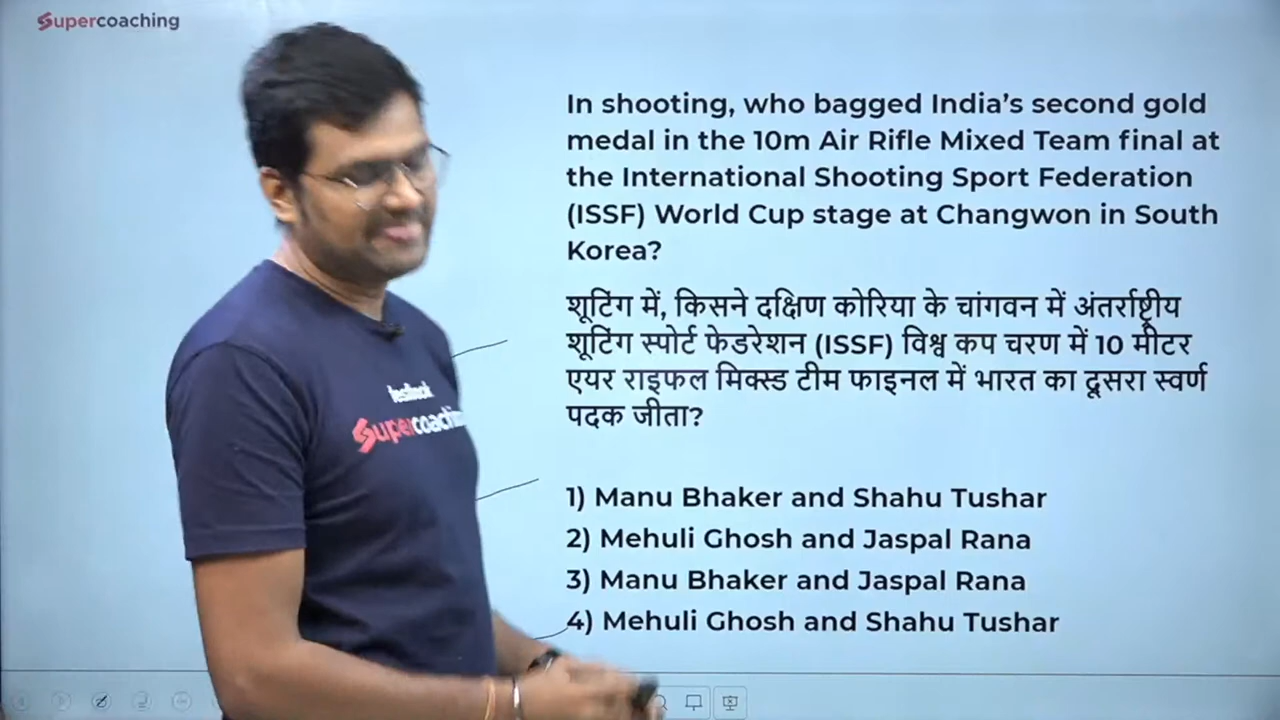 Supercoaching
In shooting, who bagged India's second gold
medal in the 10m Air Rifle Mixed Team final at
the International Shooting Sport Federation
(ISSF) World Cup stage at Changwon in South
Korea?
शूटिंग में, किसने दक्षिण कोरिया के चांगवन में अंतर्राष्ट्रीय
शूटिंग स्पोर्ट फेडरेशन (ISSF) विश्व कप चरण में 10 मीटर
एयर राइफल मिक्स्ड टीम फाइनल में भारत का दूसरा स्वर्ण
पदक जीता?
testbook
Supercoachin
1) Manu Bhaker and Shahu Tushar
2) Mehuli Ghosh and Jaspal Rana
3) Manu Bhaker and Jaspal Rana
4) Mehuli Ghosh and Shahu Tushar